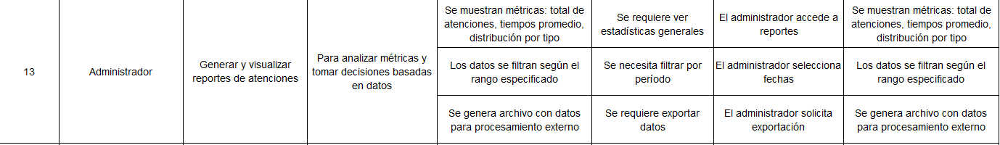 13
Administrador
Generar y visualizar
reportes de atenciones
Para analizar métricas y
tomar decisiones basadas
en datos
Se muestran métricas: total de
atenciones, tiempos promedio,
distribución por tipo
Se requiere ver
estadísticas generales
El administrador accede a
reportes
Se muestran métricas: total de
atenciones, tiempos promedio,
distribución por tipo
Los datos se filtran según el
rango especificado
Se necesita filtrar por
período
El administrador selecciona
fechas
Los datos se filtran según el
rango especificado
Se genera archivo con datos
para procesamiento externo
Se requiere exportar
datos
El administrador solicita
exportación
Se genera archivo con datos
para procesamiento externo